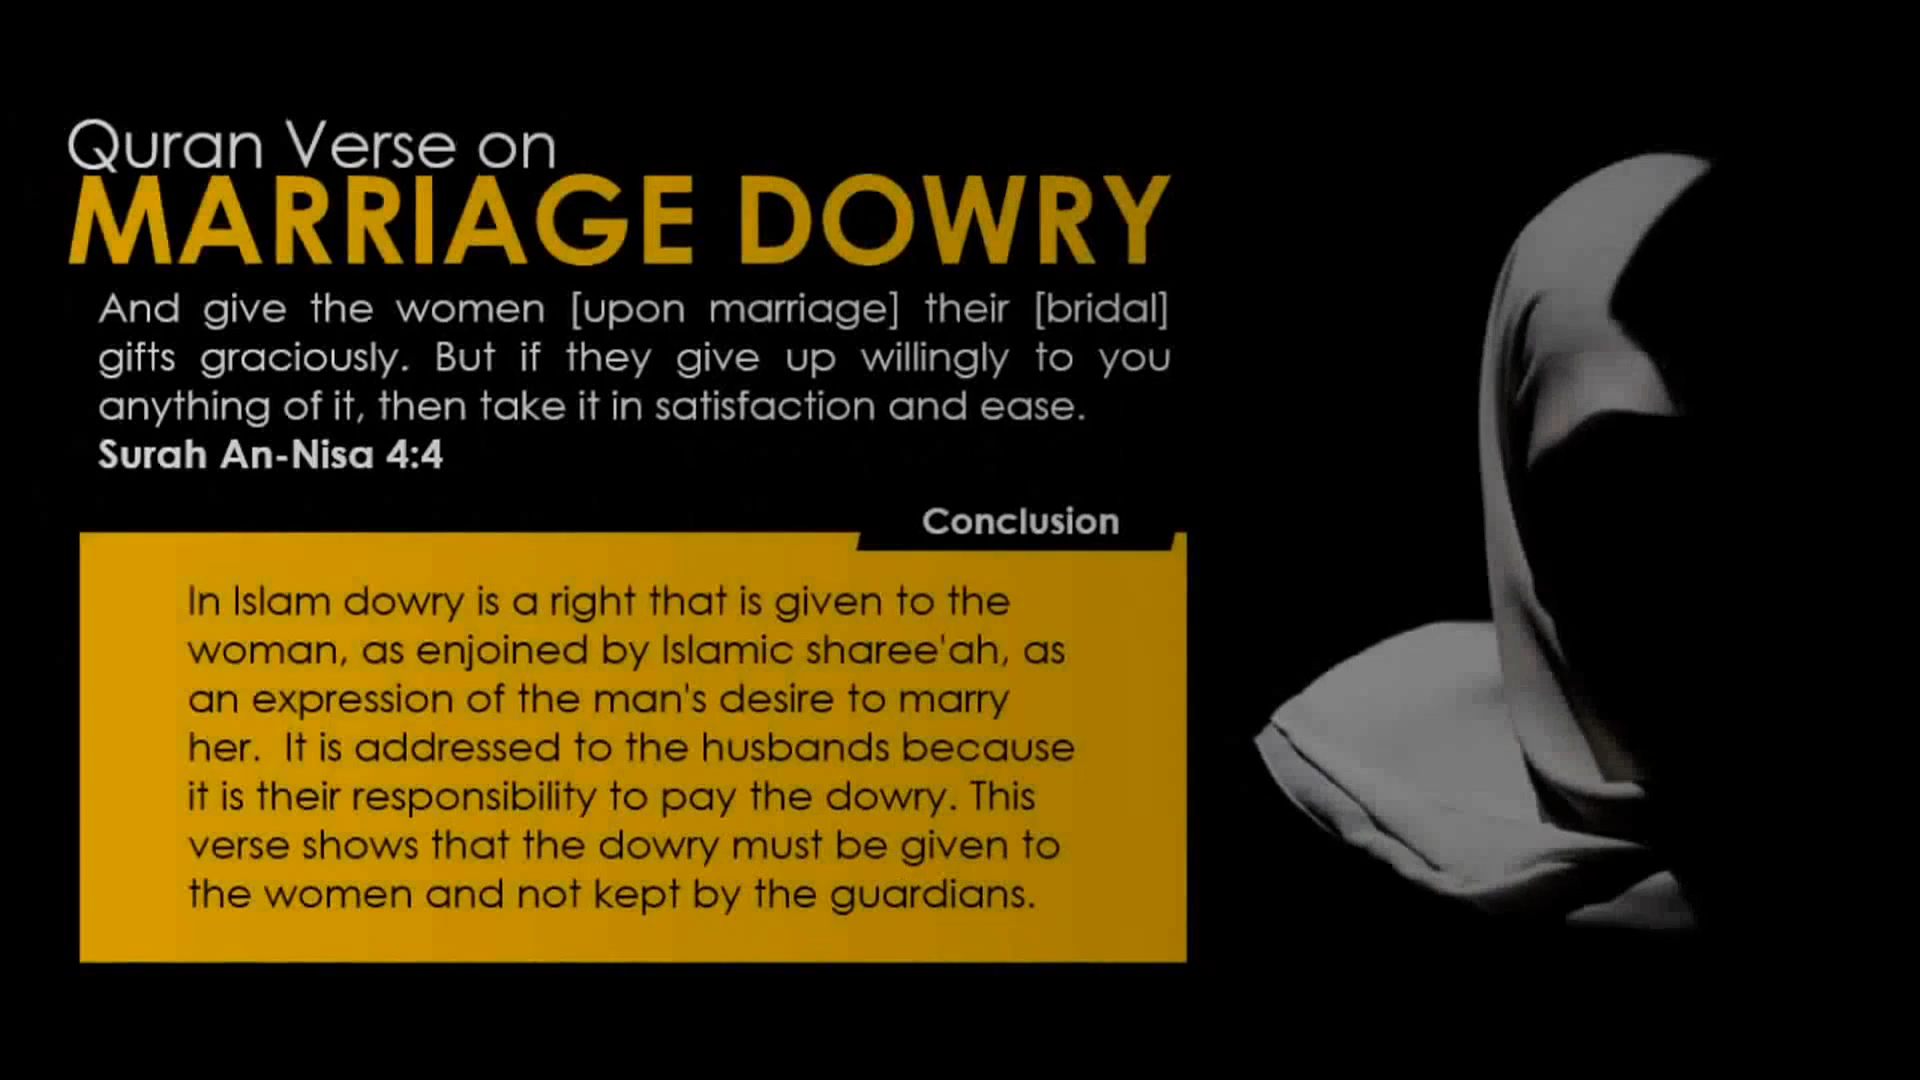 Quran Verse on
MARRIAGE DOWRY
And give the women [upon marriage] their [bridal]
gifts graciously. But if they give up willingly to you
anything of it, then take it in satisfaction and ease.
Surah An-Nisa 4:4
Conclusion
In Islam dowry is a right that is given to the
woman, as enjoined by Islamic sharee'ah, as
an expression of the man's desire to marry
her.  It is addressed to the husbands because
it is their responsibility to pay the dowry. This
verse shows that the dowry must be given to
the women and not kept by the guardians.